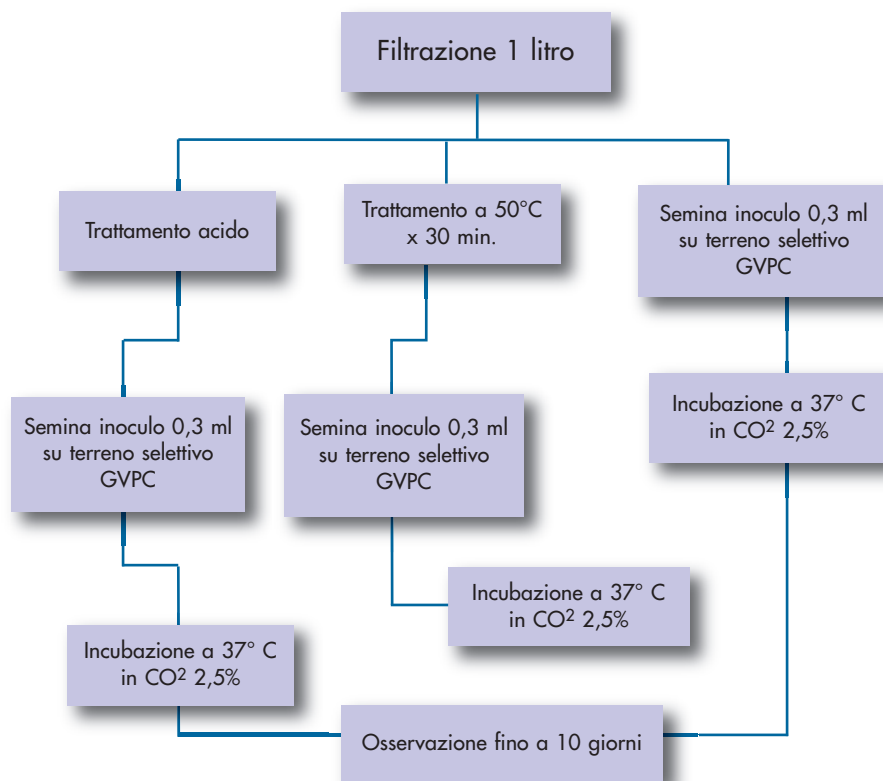 Filtrazione 1 litro
Trattamento acido
Trattamento a 50°C
x 30 min.
Semina inoculo 0,3 ml
su terreno selettivo
GVPC
Semina inoculo 0,3 ml
su terreno selettivo
GVPC
Semina inoculo 0,3 ml
su terreno selettivo
GVPC
Incubazione a 37° C
in CO² 2,5%
Incubazione a 37° C
in CO² 2,5%
Incubazione a 37° C
in CO² 2,5%
Osservazione fino a 10 giorni